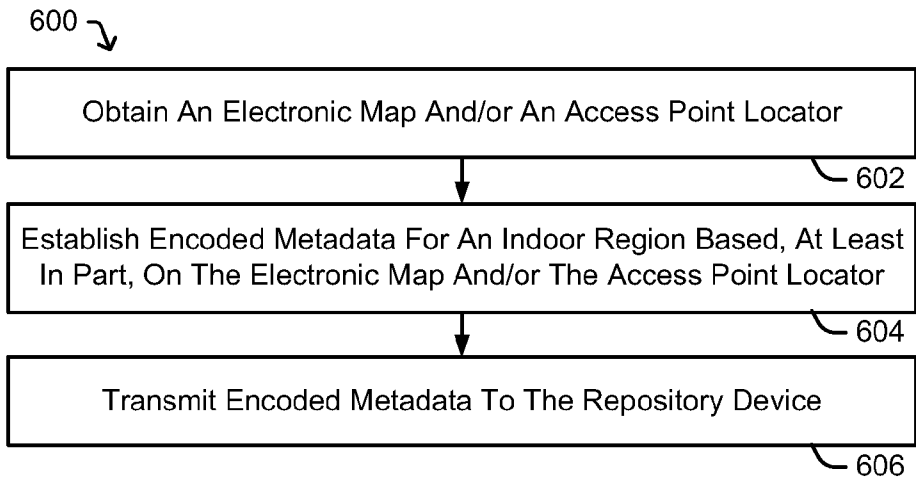 600
Obtain An Electronic Map And/or An Access Point Locator
602
Establish Encoded Metadata For An Indoor Region Based, At Least
In Part, On The Electronic Map And/or The Access Point Locator
604
Transmit Encoded Metadata To The Repository Device
606